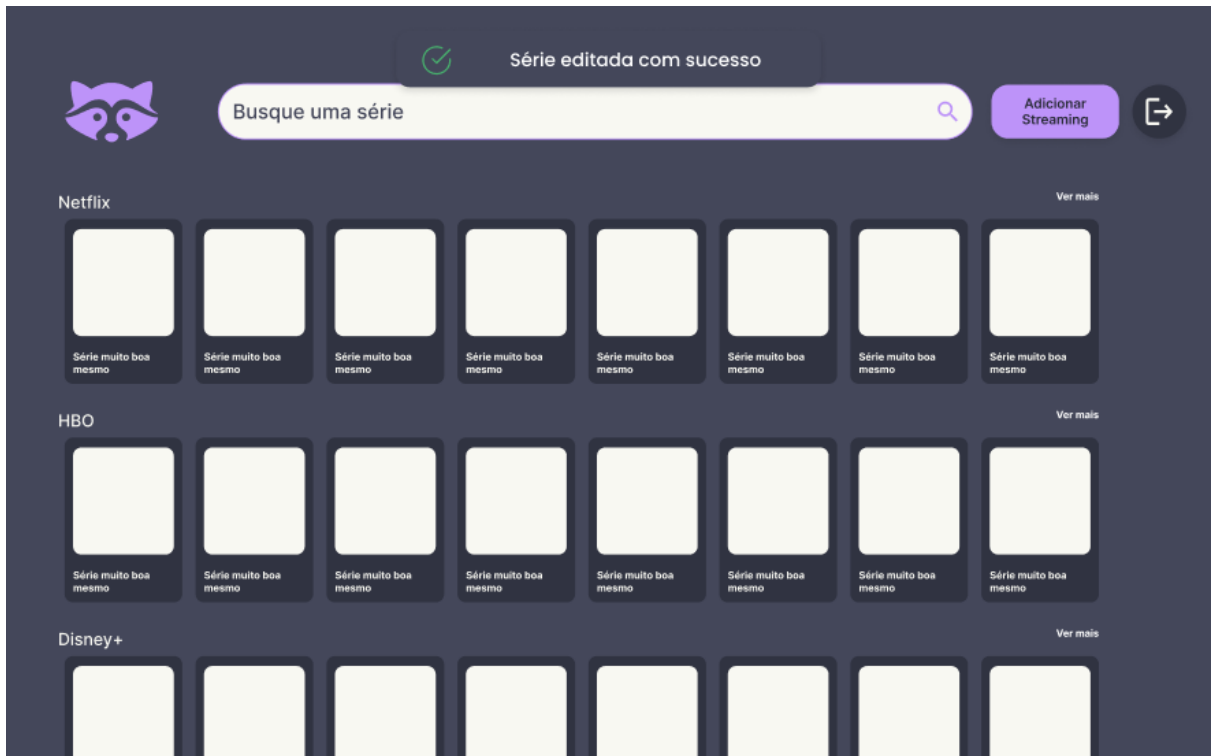 Série editada com sucesso
Busque uma série
Adicionar
Streaming
Netflix
Ver mais
Série muito boa
mesmo
Série muito boa
mesmo
Série muito boa
mesmo
Série muito boa
mesmo
Série muito boa
mesmo
Série muito boa
mesmo
Série muito boa
mesmo
Série muito boa
mesmo
HBO
Ver mais
Série muito boa
mesmo
Série muito boa
mesmo
Série muito boa
mesmo
Série muito boa
mesmo
Série muito boa
mesmo
Série muito boa
mesmo
Série muito boa
mesmo
Série muito boa
mesmo
Disney+
Ver mais